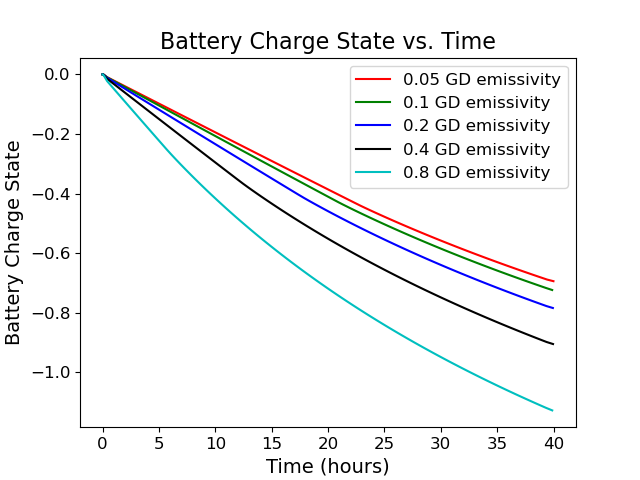 Battery Charge State vs. Time
Battery Charge State
0.0
−0.2
−0.4
−0.6
−0.8
−1.0
0.05 GD emissivity
0.1 GD emissivity
0.2 GD emissivity
0.4 GD emissivity
0.8 GD emissivity
0 5 10 15 20 25 30 35 40
Time (hours)